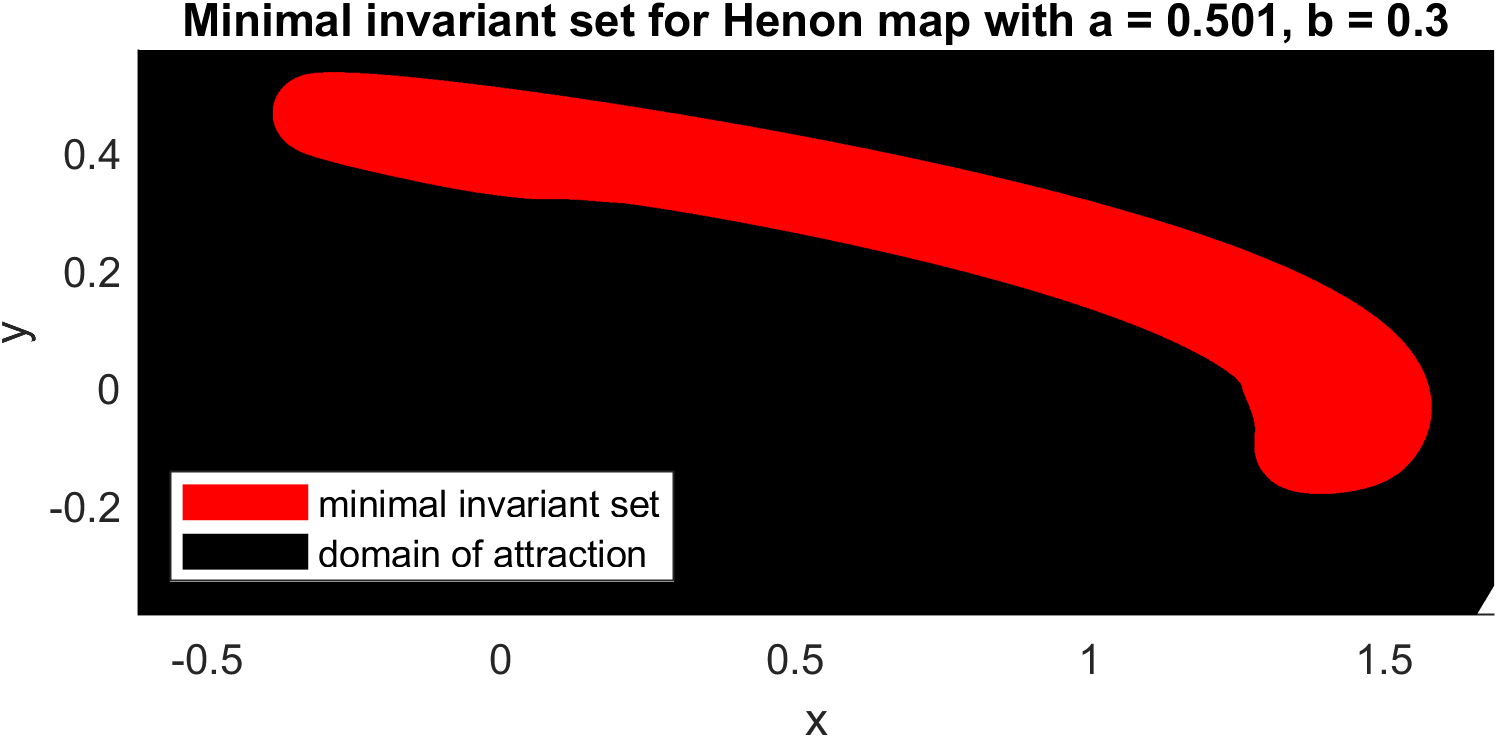 Minimal invariant set for Henon map with a = 0.501, b = 0.3
0.4
0.2
y
0
-0.2
minimal invariant set
domain of attraction
-0.5 0 0.5 1 1.5
x